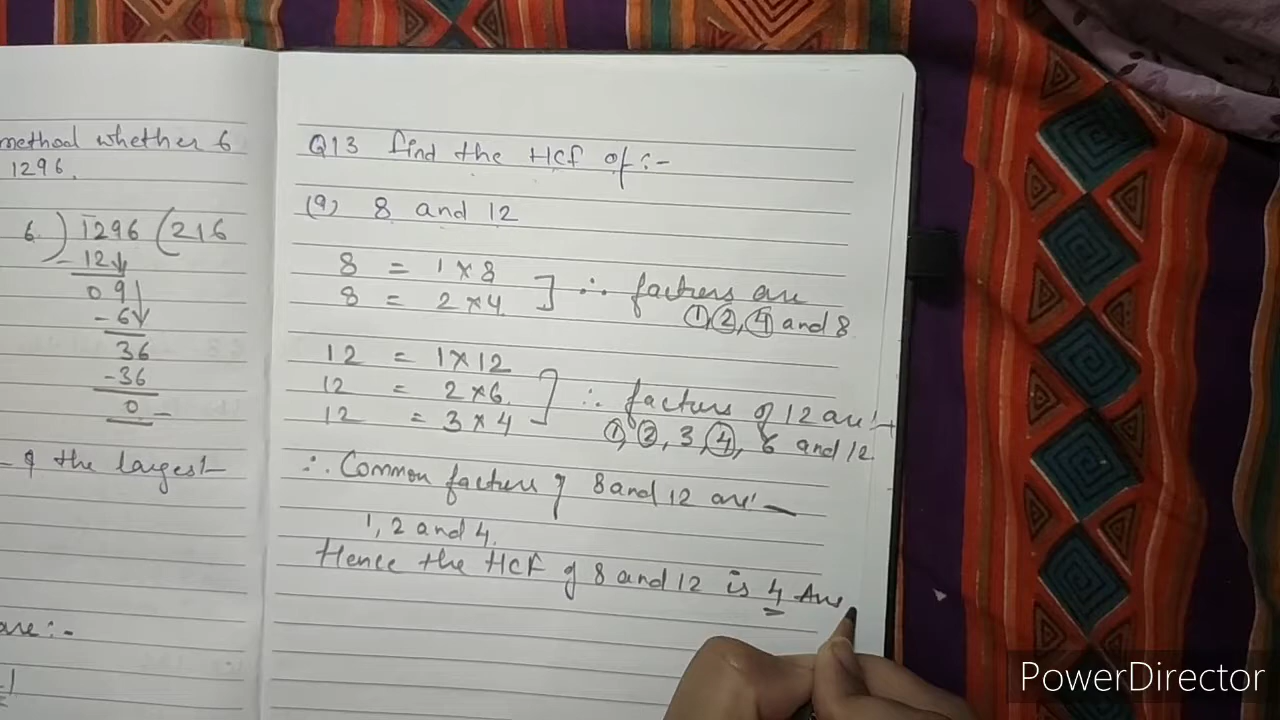 method whether 6
1296.
6) 1296 (216
- 12↓
0 9
- 6↓
36
- 36
0
& the largest
are :-
Q13 find the HCF of :-
(a) 8 and 12
8 = 1 × 8
8 = 2 × 4 ] ∴ factors are
1, 2, 4 and 8
12 = 1 × 12
12 = 2 × 6
12 = 3 × 4 ] ∴ factors of 12 are :-
1, 2, 3, 4, 6 and 12
∴ Common factors of 8 and 12 are :-
1, 2 and 4.
Hence the HCF of 8 and 12 is 4 Ans
PowerDirector